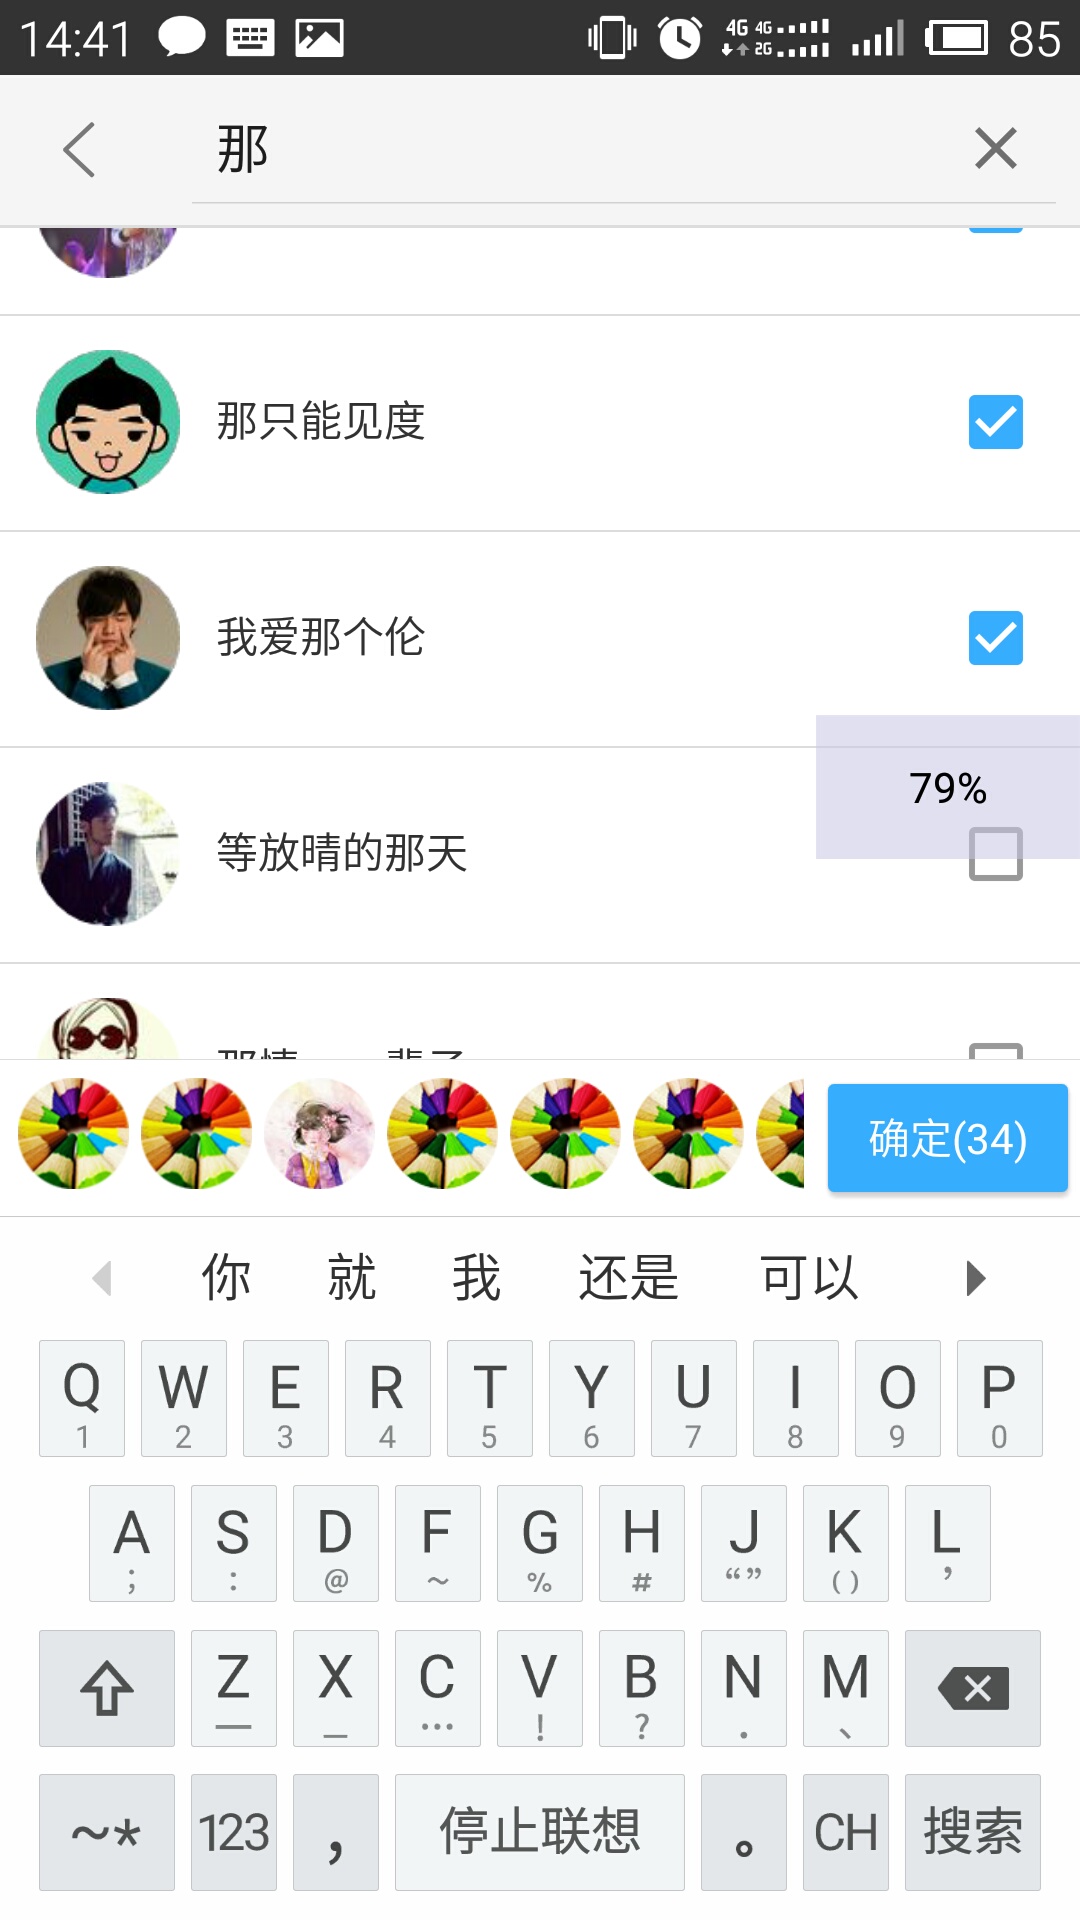 14:41 4G 4G 2G 85
那
那只能见度
我爱那个伦
79%
等放晴的那天
确定(34)
你 就 我 还是 可以
Q W E R T Y U I O P
1 2 3 4 5 6 7 8 9 0
A S D F G H J K L
; : @ ~ % # “” () ’
Z X C V B N M
— _ … ! ? . 、
~* 123 , 停止联想 。 CH 搜索